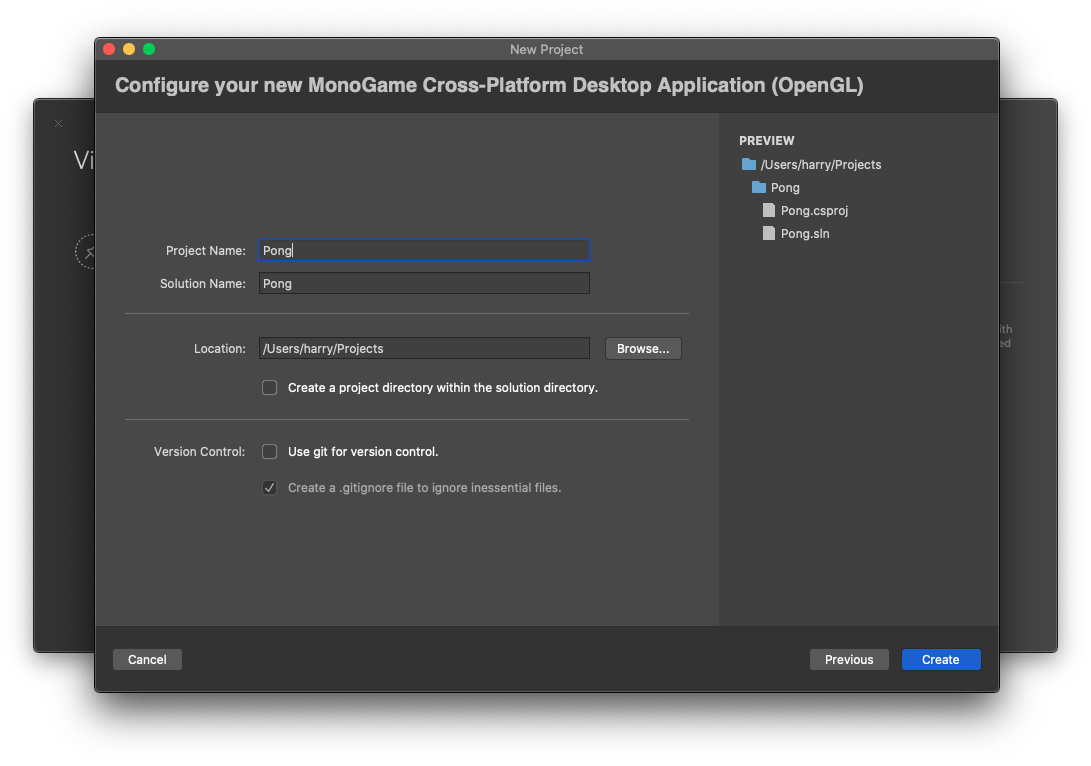 New Project
Configure your new MonoGame Cross-Platform Desktop Application (OpenGL)
Vi
Project Name: Pong
Solution Name: Pong
Location: /Users/harry/Projects Browse...
Create a project directory within the solution directory.
Version Control: Use git for version control.
Create a .gitignore file to ignore inessential files.
PREVIEW
/Users/harry/Projects
Pong
Pong.csproj
Pong.sln
ith
ed
Cancel
Previous
Create